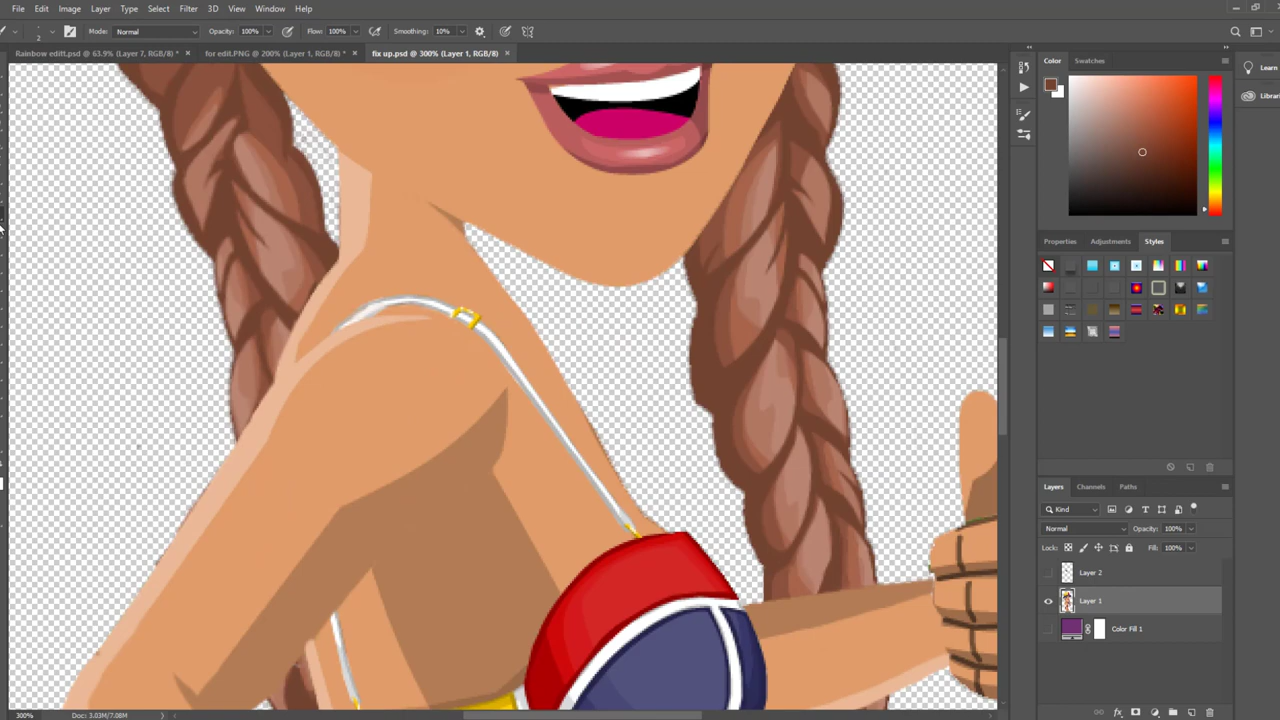 File Edit Image Layer Type Select Filter 3D View Window Help
2 Mode: Normal Opacity: 100% Flow: 100% Smoothing: 10%
Rainbow editt.psd @ 63.9% (Layer 7, RGB/8) * × for edit.PNG @ 200% (Layer 1, RGB/8) * × fix up.psd @ 300% (Layer 1, RGB/8) ×
Color Swatches
Learn
Librari
Properties Adjustments Styles
Layers Channels Paths
Kind
Normal Opacity: 100%
Lock: Fill: 100%
Layer 2
Layer 1
Color Fill 1
300% Doc: 3.03M/7.08M